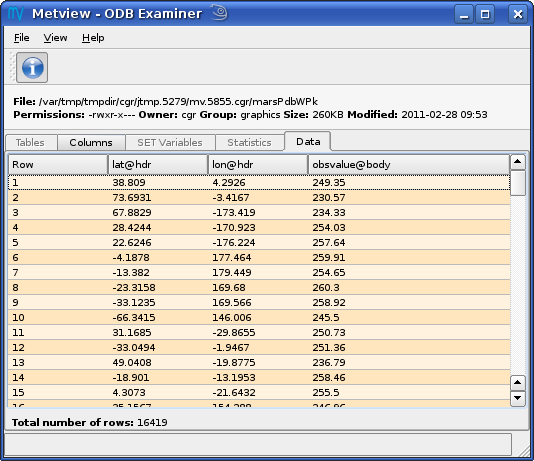 Metview - ODB Examiner
File View Help
File: /var/tmp/tmpdir/cgr/jtmp.5279/mv.5855.cgr/marsPdbWPk
Permissions: -rwxr-x--- Owner: cgr Group: graphics Size: 260KB Modified: 2011-02-28 09:53
Tables Columns SET Variables Statistics Data
Row lat@hdr lon@hdr obsvalue@body
1 38.809 4.2926 249.35
2 73.6931 -3.4167 230.57
3 67.8829 -173.419 234.33
4 28.4244 -170.923 254.03
5 22.6246 -176.224 257.64
6 -4.1878 177.464 259.91
7 -13.382 179.449 254.65
8 -23.3158 169.68 260.3
9 -33.1235 169.566 258.92
10 -66.3415 146.006 245.5
11 31.1685 -29.8655 250.73
12 -33.0494 -1.9467 251.36
13 49.0408 -19.8775 236.79
14 -18.901 -13.1953 258.46
15 4.3073 -21.6432 255.5
16 25.1567 154.288 246.96
Total number of rows: 16419